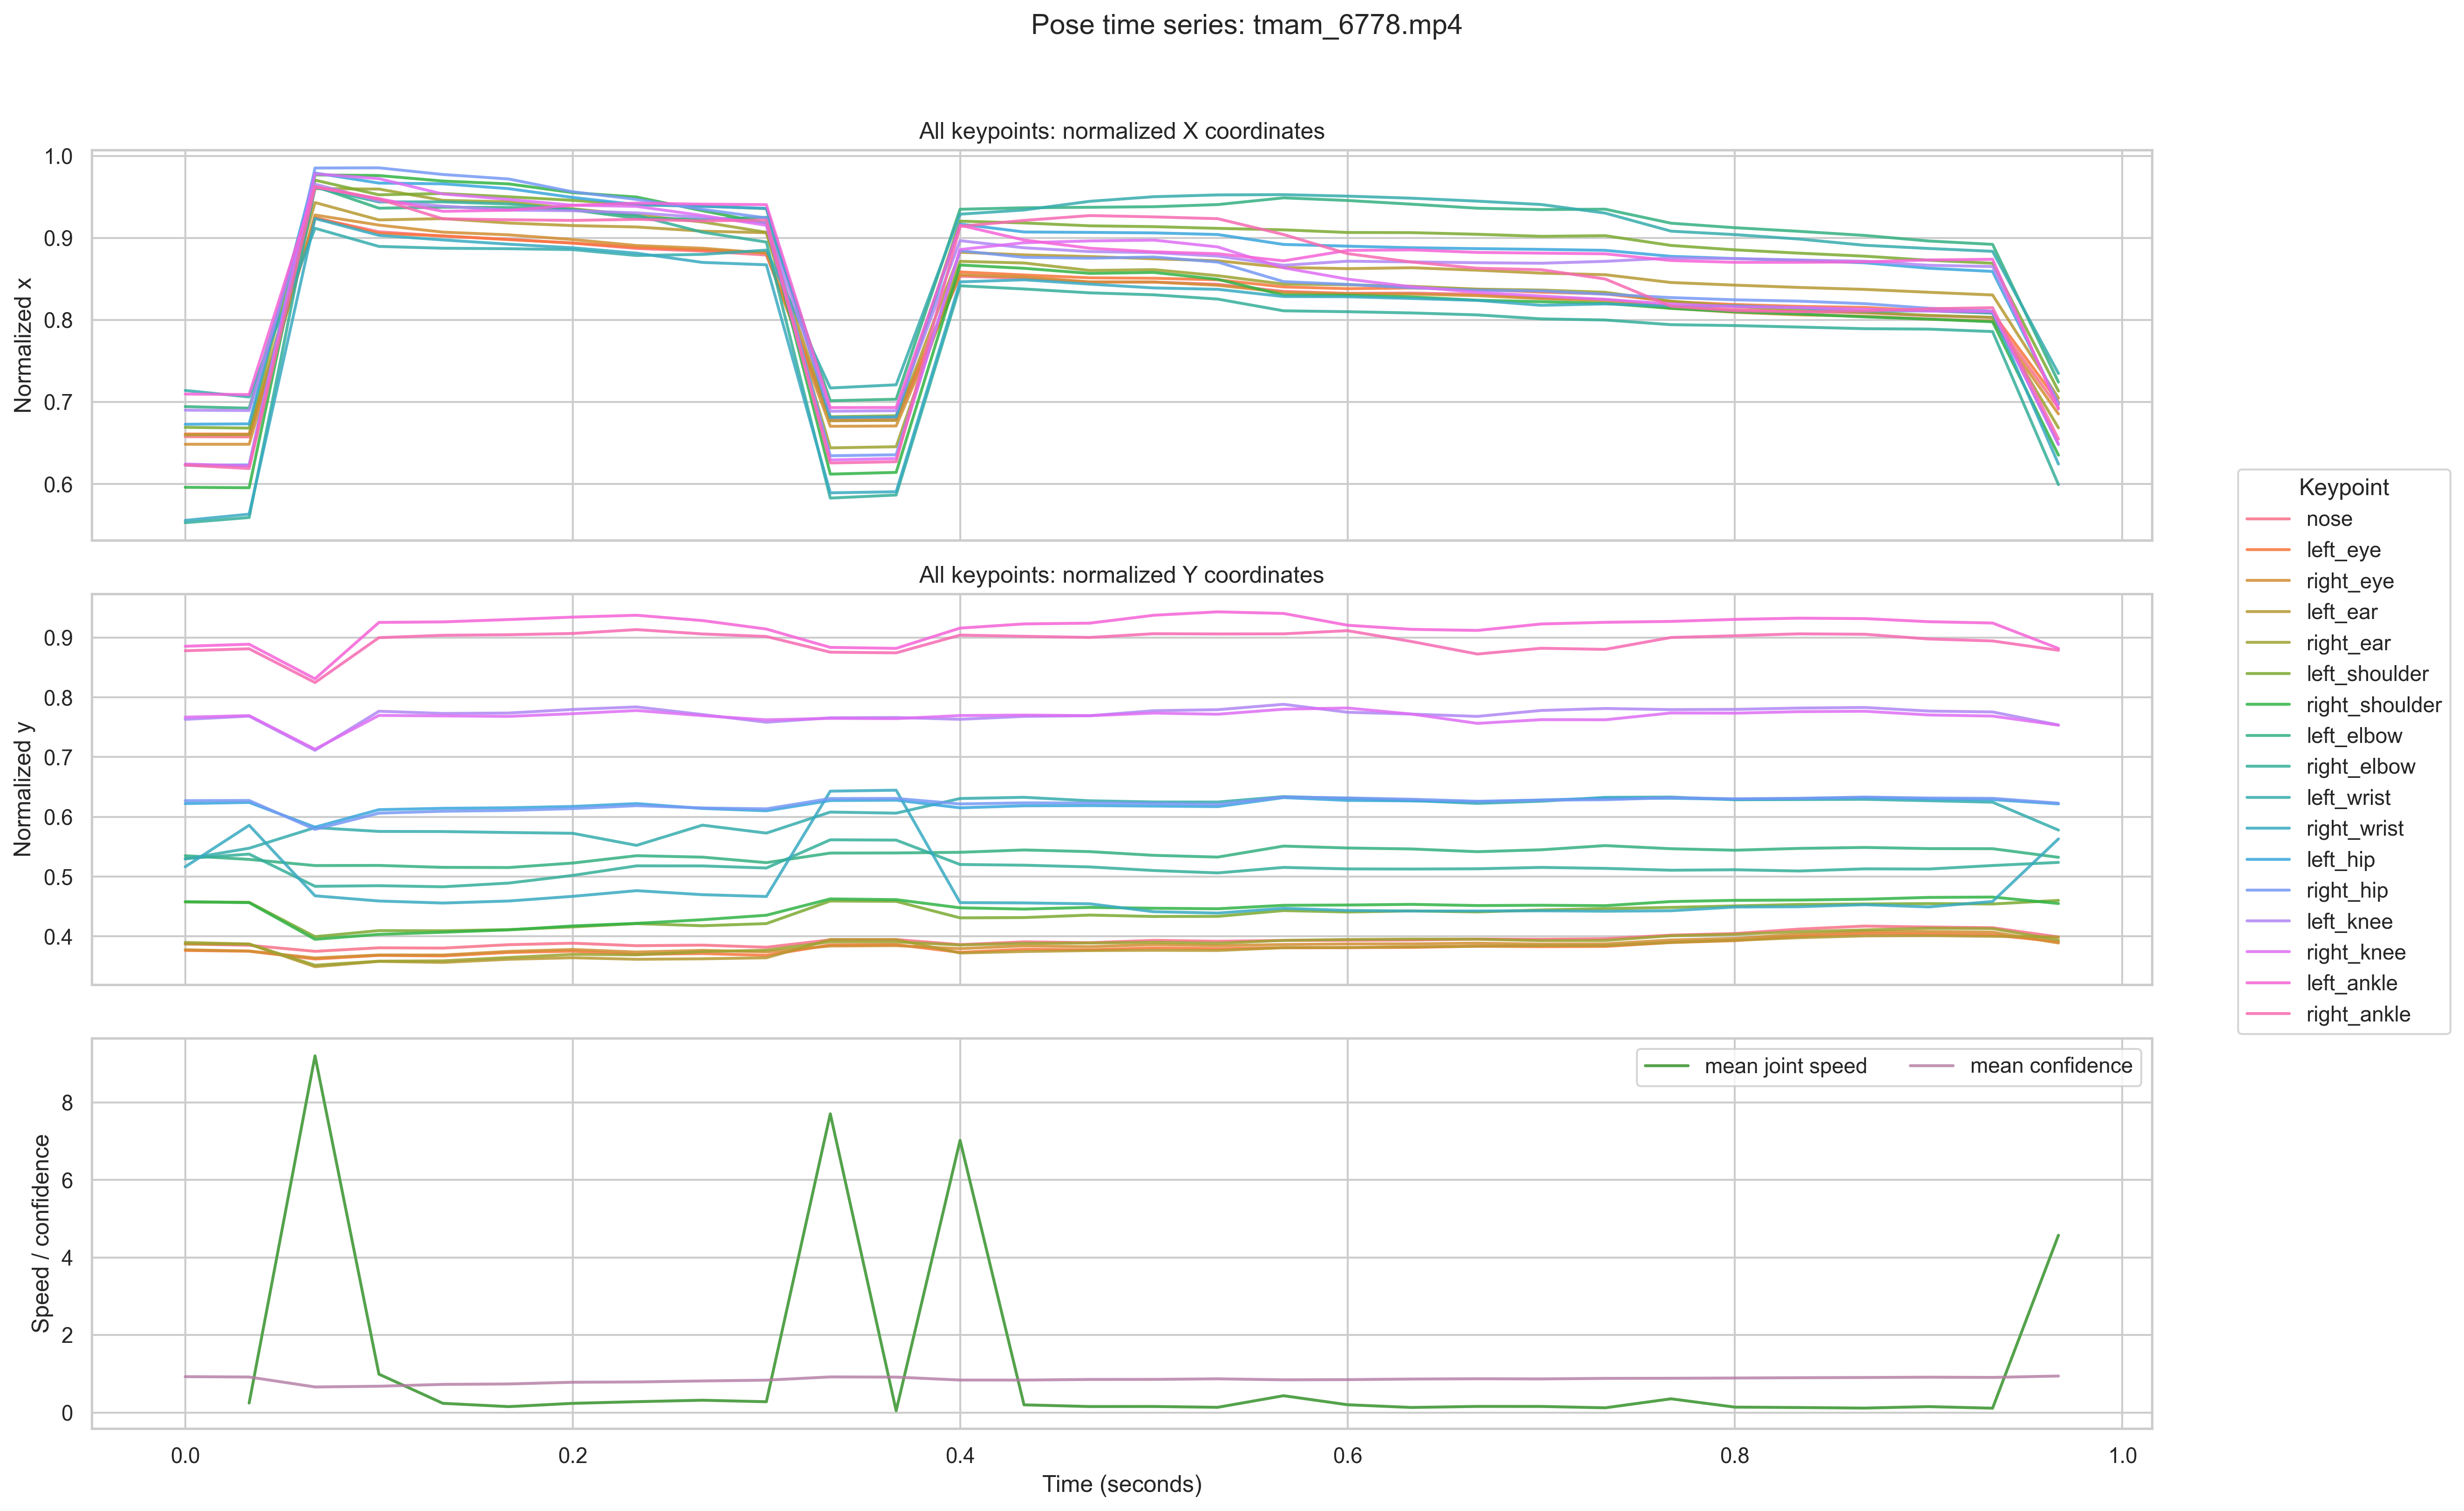 Pose time series: tmam_6778.mp4
All keypoints: normalized X coordinates
Normalized x
1.0
0.9
0.8
0.7
0.6
All keypoints: normalized Y coordinates
Normalized y
0.9
0.8
0.7
0.6
0.5
0.4
Keypoint
nose
left_eye
right_eye
left_ear
right_ear
left_shoulder
right_shoulder
left_elbow
right_elbow
left_wrist
right_wrist
left_hip
right_hip
left_knee
right_knee
left_ankle
right_ankle
mean joint speed mean confidence
Speed / confidence
8
6
4
2
0
0.0 0.2 0.4 0.6 0.8 1.0
Time (seconds)